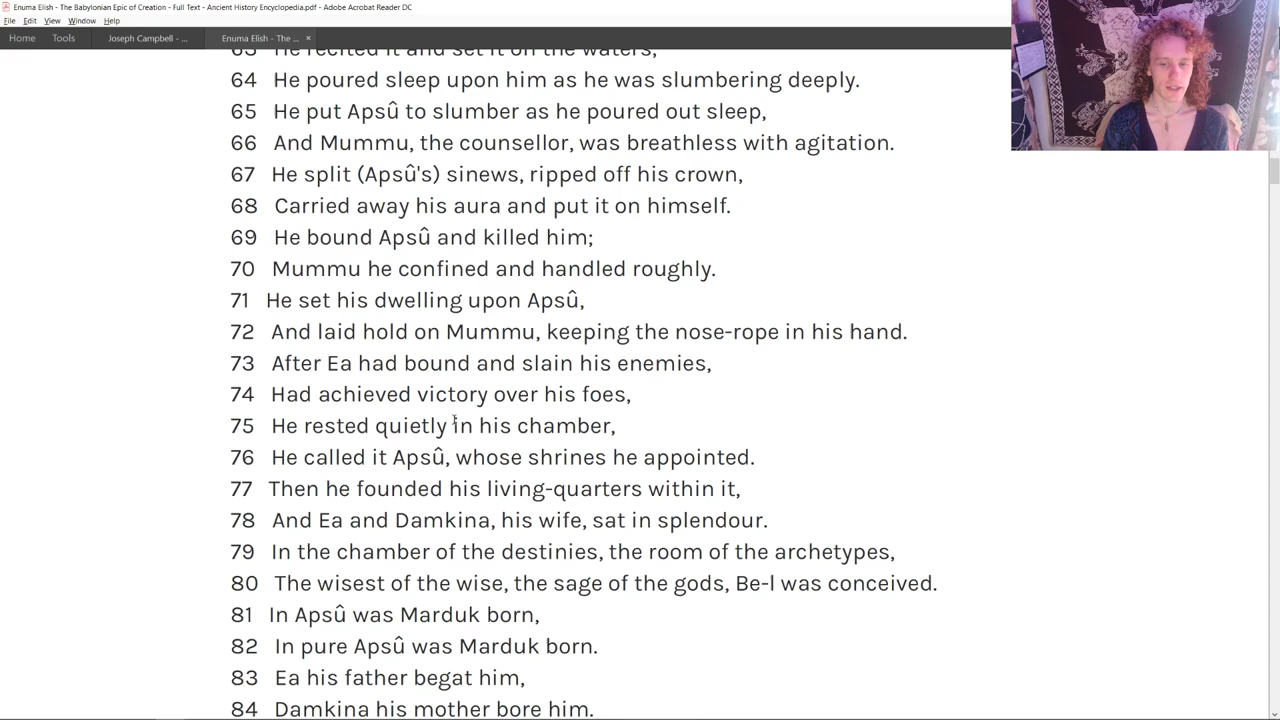 Enuma Elish - The Babylonian Epic of Creation - Full Text - Ancient History Encyclopedia.pdf - Adobe Acrobat Reader DC
File Edit View Window Help
Home Tools Joseph Campbell - ... Enuma Elish - The ... ×
63 He recited it and set it on the waters,
64 He poured sleep upon him as he was slumbering deeply.
65 He put Apsû to slumber as he poured out sleep,
66 And Mummu, the counsellor, was breathless with agitation.
67 He split (Apsû's) sinews, ripped off his crown,
68 Carried away his aura and put it on himself.
69 He bound Apsû and killed him;
70 Mummu he confined and handled roughly.
71 He set his dwelling upon Apsû,
72 And laid hold on Mummu, keeping the nose-rope in his hand.
73 After Ea had bound and slain his enemies,
74 Had achieved victory over his foes,
75 He rested quietly in his chamber,
76 He called it Apsû, whose shrines he appointed.
77 Then he founded his living-quarters within it,
78 And Ea and Damkina, his wife, sat in splendour.
79 In the chamber of the destinies, the room of the archetypes,
80 The wisest of the wise, the sage of the gods, Be-l was conceived.
81 In Apsû was Marduk born,
82 In pure Apsû was Marduk born.
83 Ea his father begat him,
84 Damkina his mother bore him.